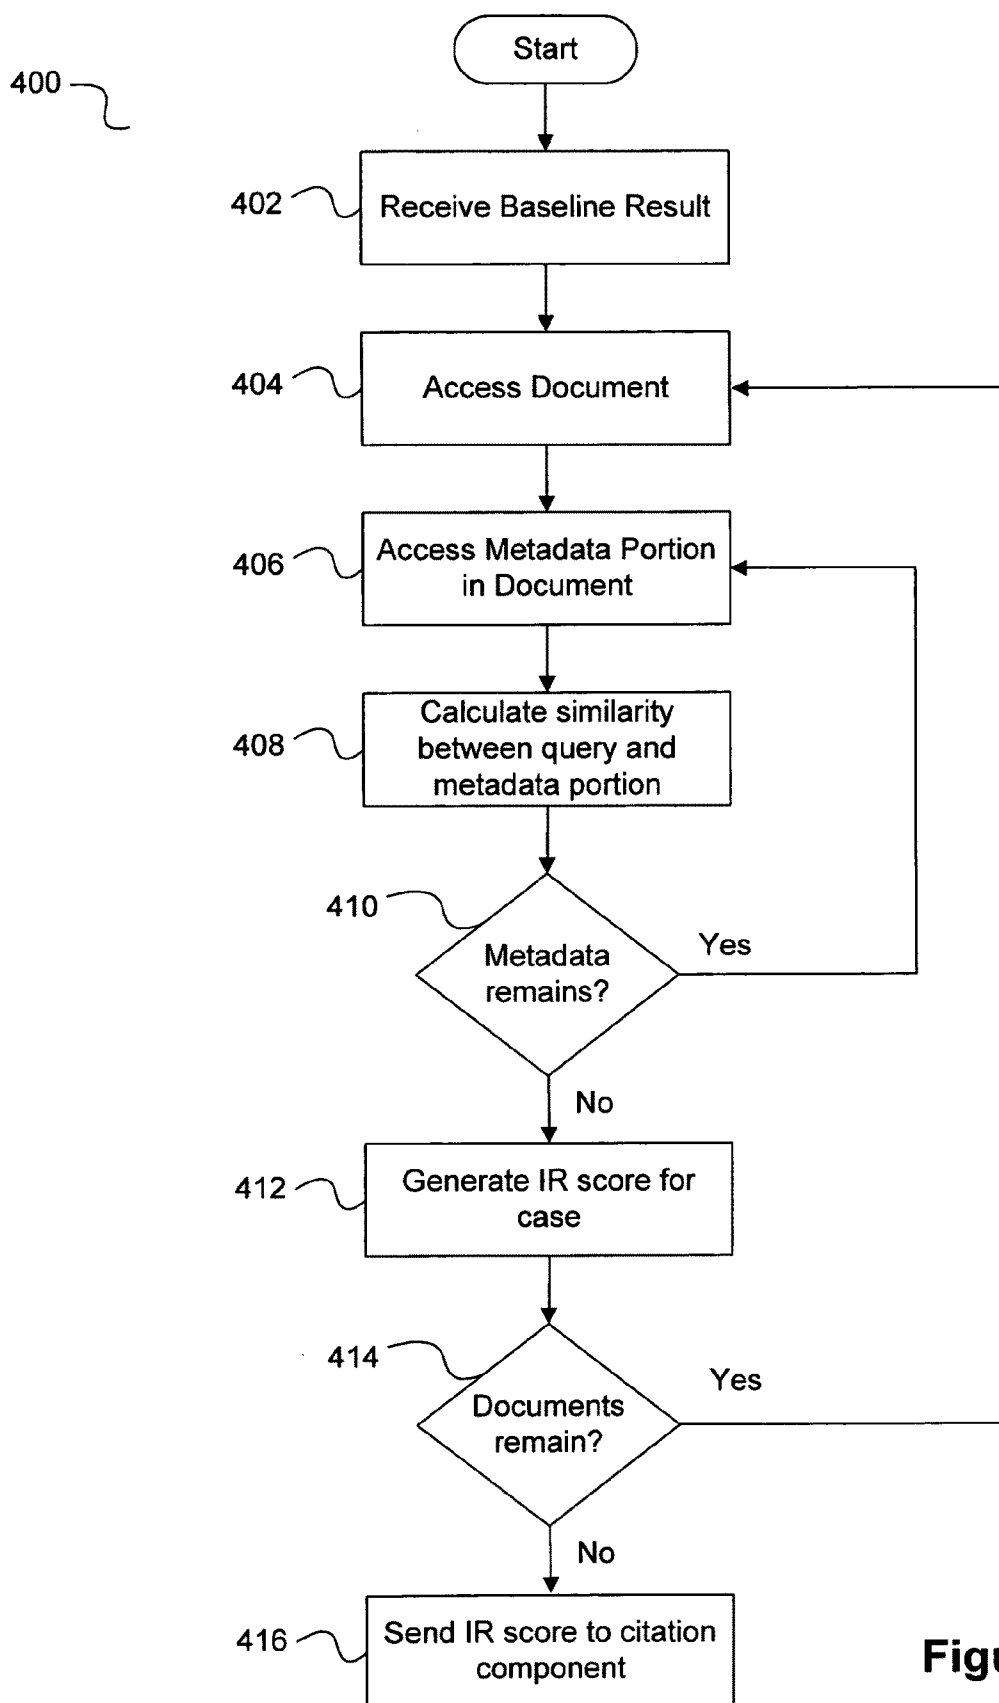 Start
400
402
Receive Baseline Result
404
Access Document
406
Access Metadata Portion
in Document
408
Calculate similarity
between query and
metadata portion
410
Metadata
remains?
Yes
No
412
Generate IR score for
case
414
Documents
remain?
Yes
No
416
Send IR score to citation
component